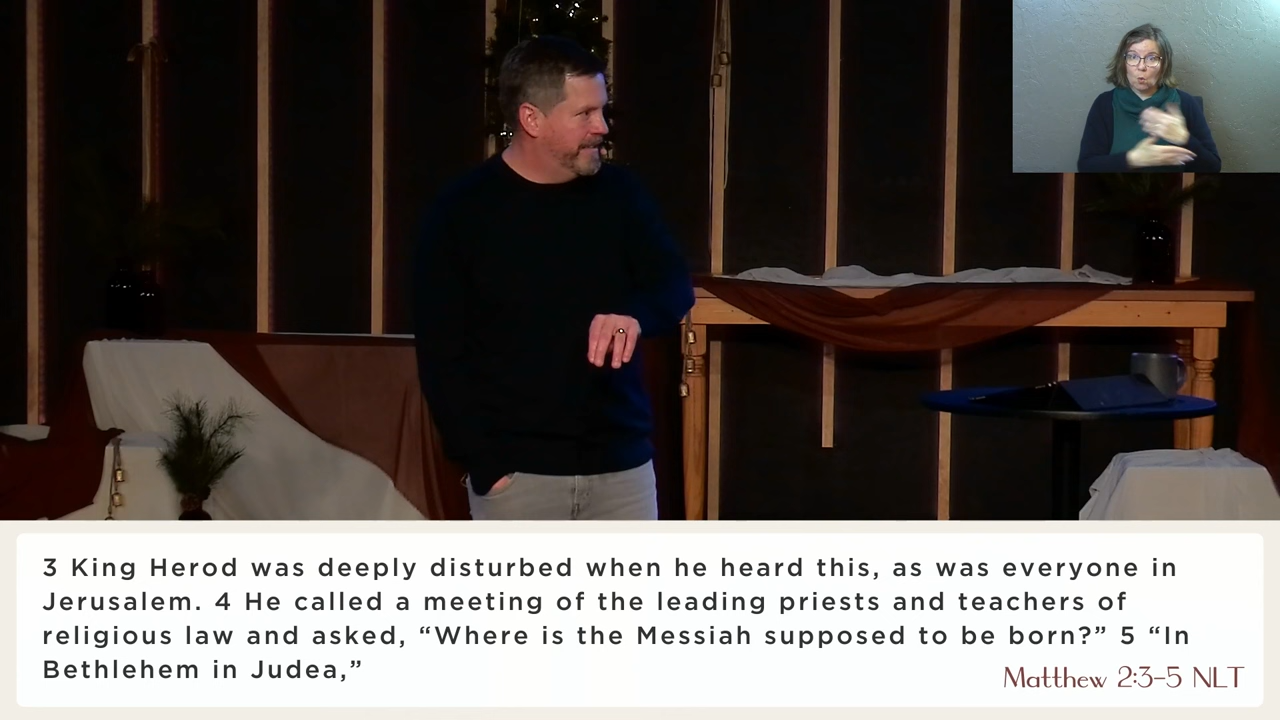 3 King Herod was deeply disturbed when he heard this, as was everyone in
Jerusalem. 4 He called a meeting of the leading priests and teachers of
religious law and asked, “Where is the Messiah supposed to be born?” 5 “In
Bethlehem in Judea,”
Matthew 2:3-5 NLT